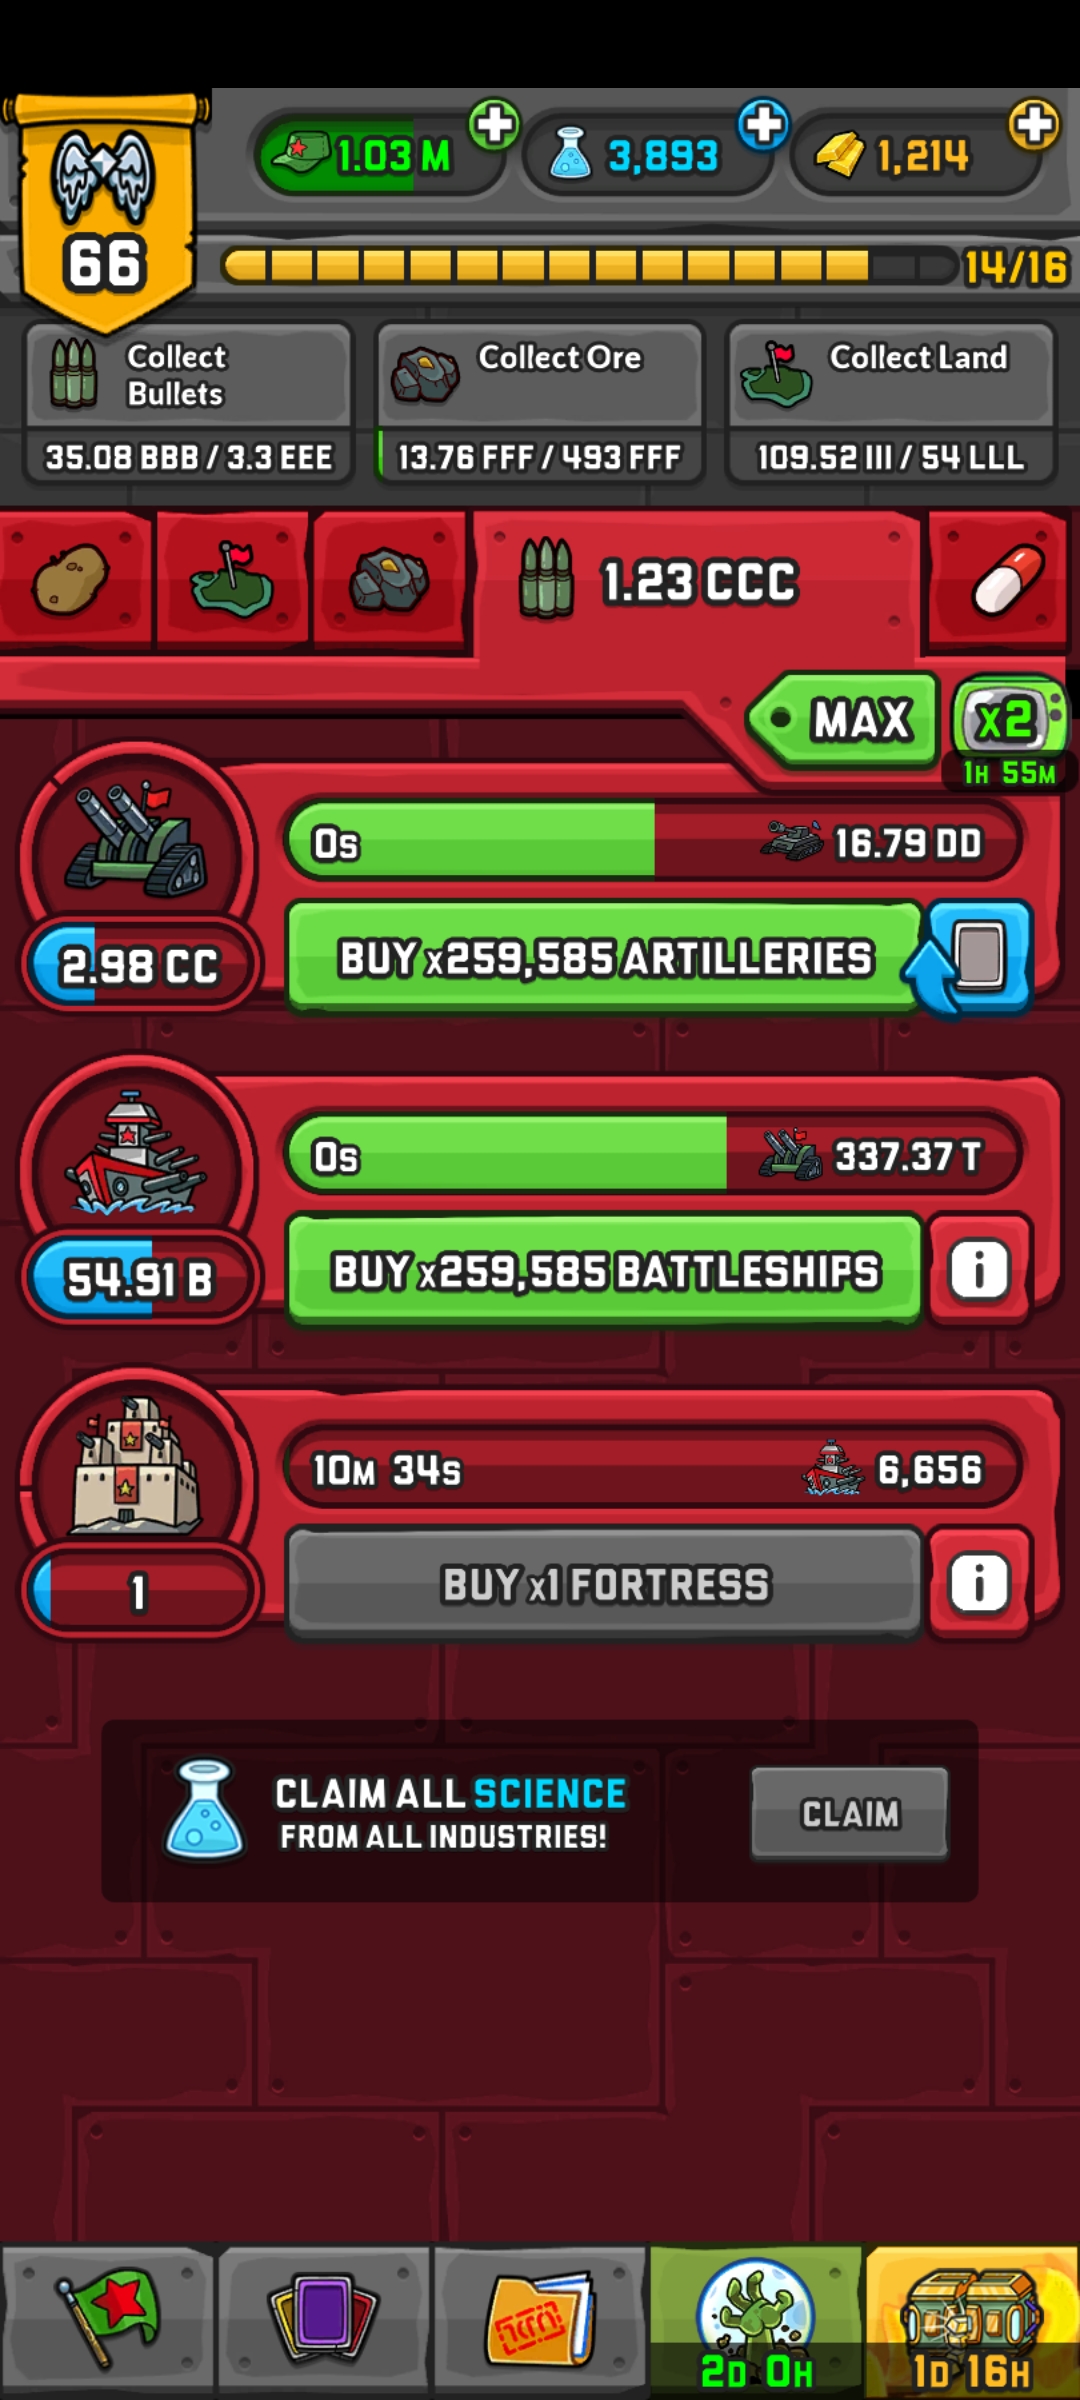 66
1.03 M
3,893
1,214
14/16
Collect
Bullets
35.08 BBB / 3.3 EEE
Collect Ore
13.76 FFF / 493 FFF
Collect Land
109.52 III / 54 LLL
1.23 CCC
MAX
x2
1H 55M
0s
16.79 DD
2.98 CC
BUY x259,585 ARTILLERIES
0s
337.37 T
54.91 B
BUY x259,585 BATTLESHIPS
i
10M 34s
6,656
1
BUY x1 FORTRESS
i
CLAIM ALL SCIENCE
FROM ALL INDUSTRIES!
CLAIM
2D 0H
1D 16H